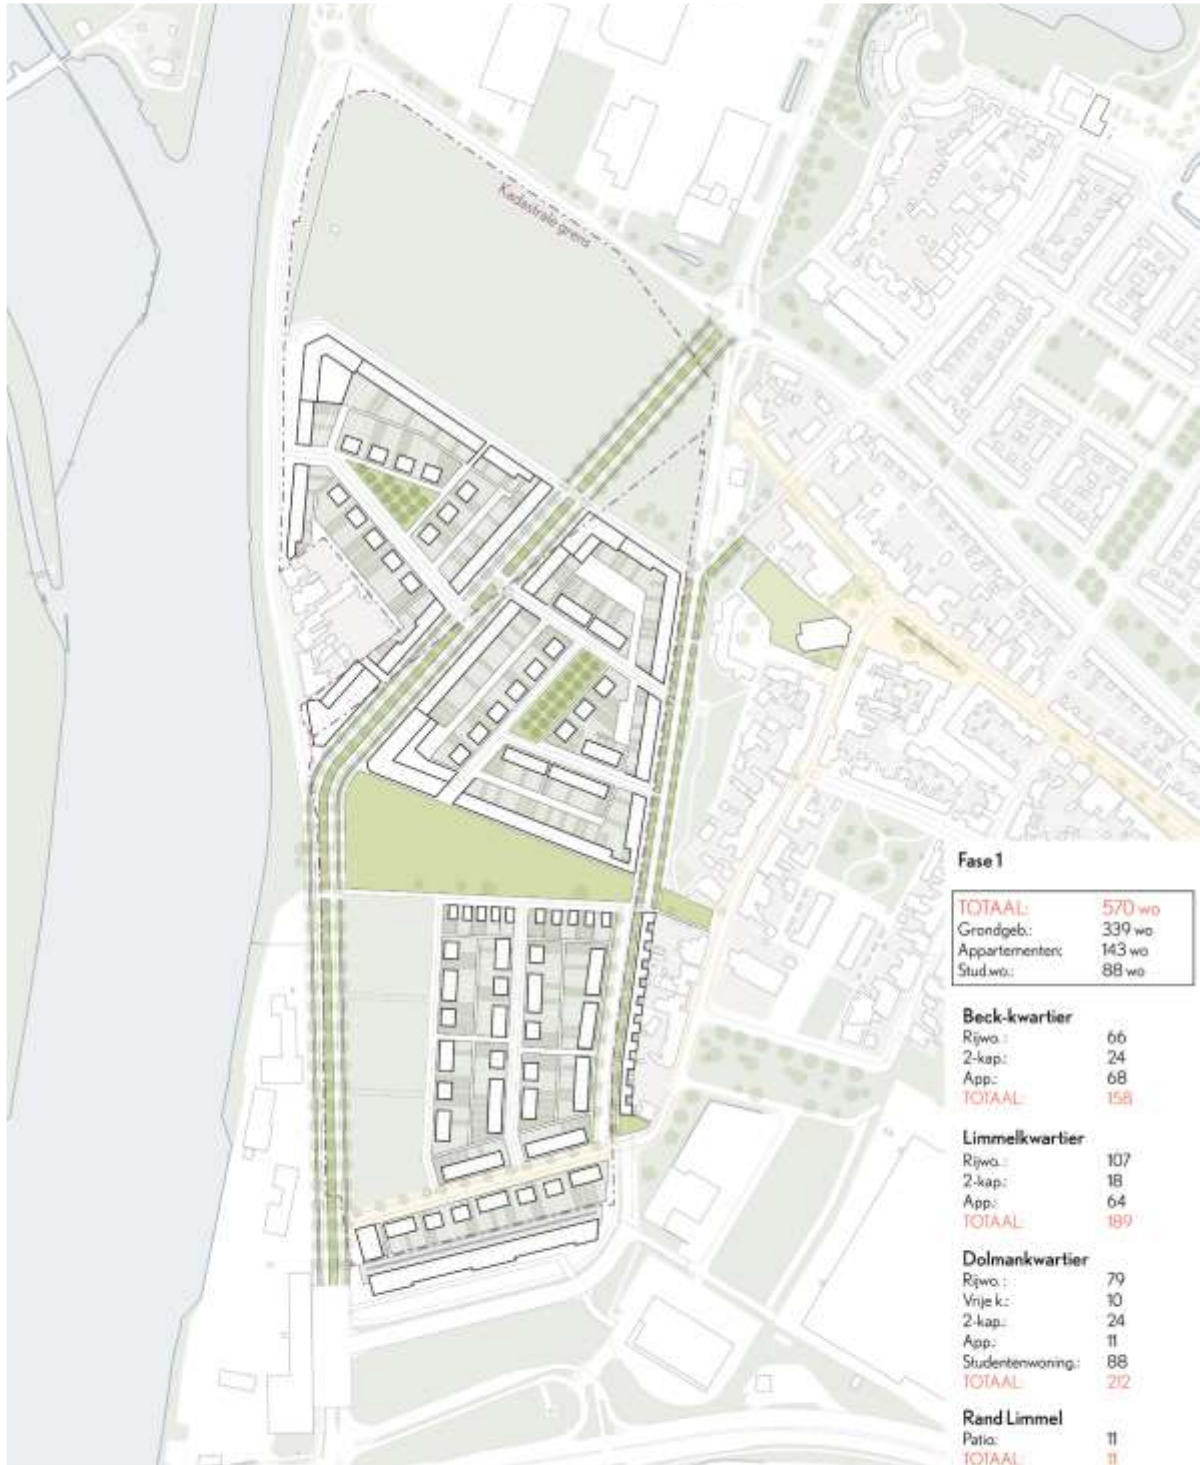 Kadastrale grens
Fase 1
TOTAAL: 570 wo
Grondgeb.: 339 wo
Appartementen: 143 wo
Stud.wo.: 88 wo
Beck-kwartier
Rijwo.: 66
2-kap.: 24
App.: 68
TOTAAL: 158
Limmelkwartier
Rijwo.: 107
2-kap.: 18
App.: 64
TOTAAL: 189
Dolmankwartier
Rijwo.: 79
Vrije k.: 10
2-kap.: 24
App.: 11
Studentenwoning.: 88
TOTAAL: 212
Rand Limmel
Patio: 11
TOTAAL: 11